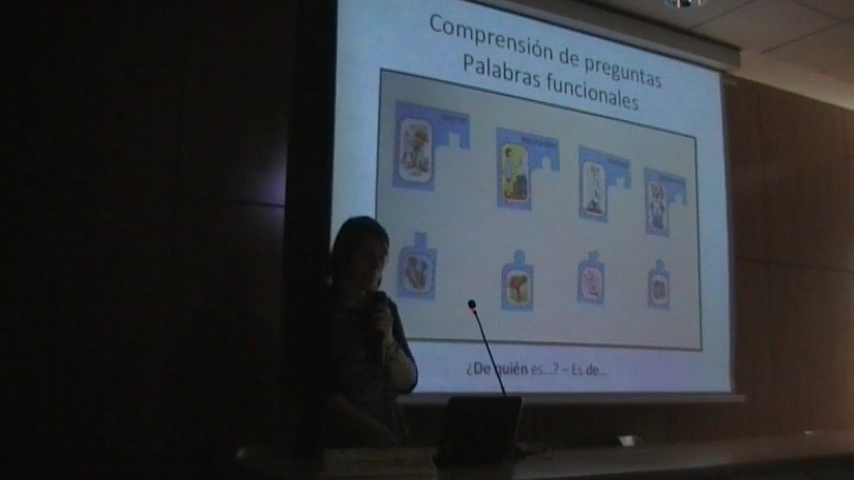 Comprensión de preguntas
Palabras funcionales
¿De quién es...? – Es de...